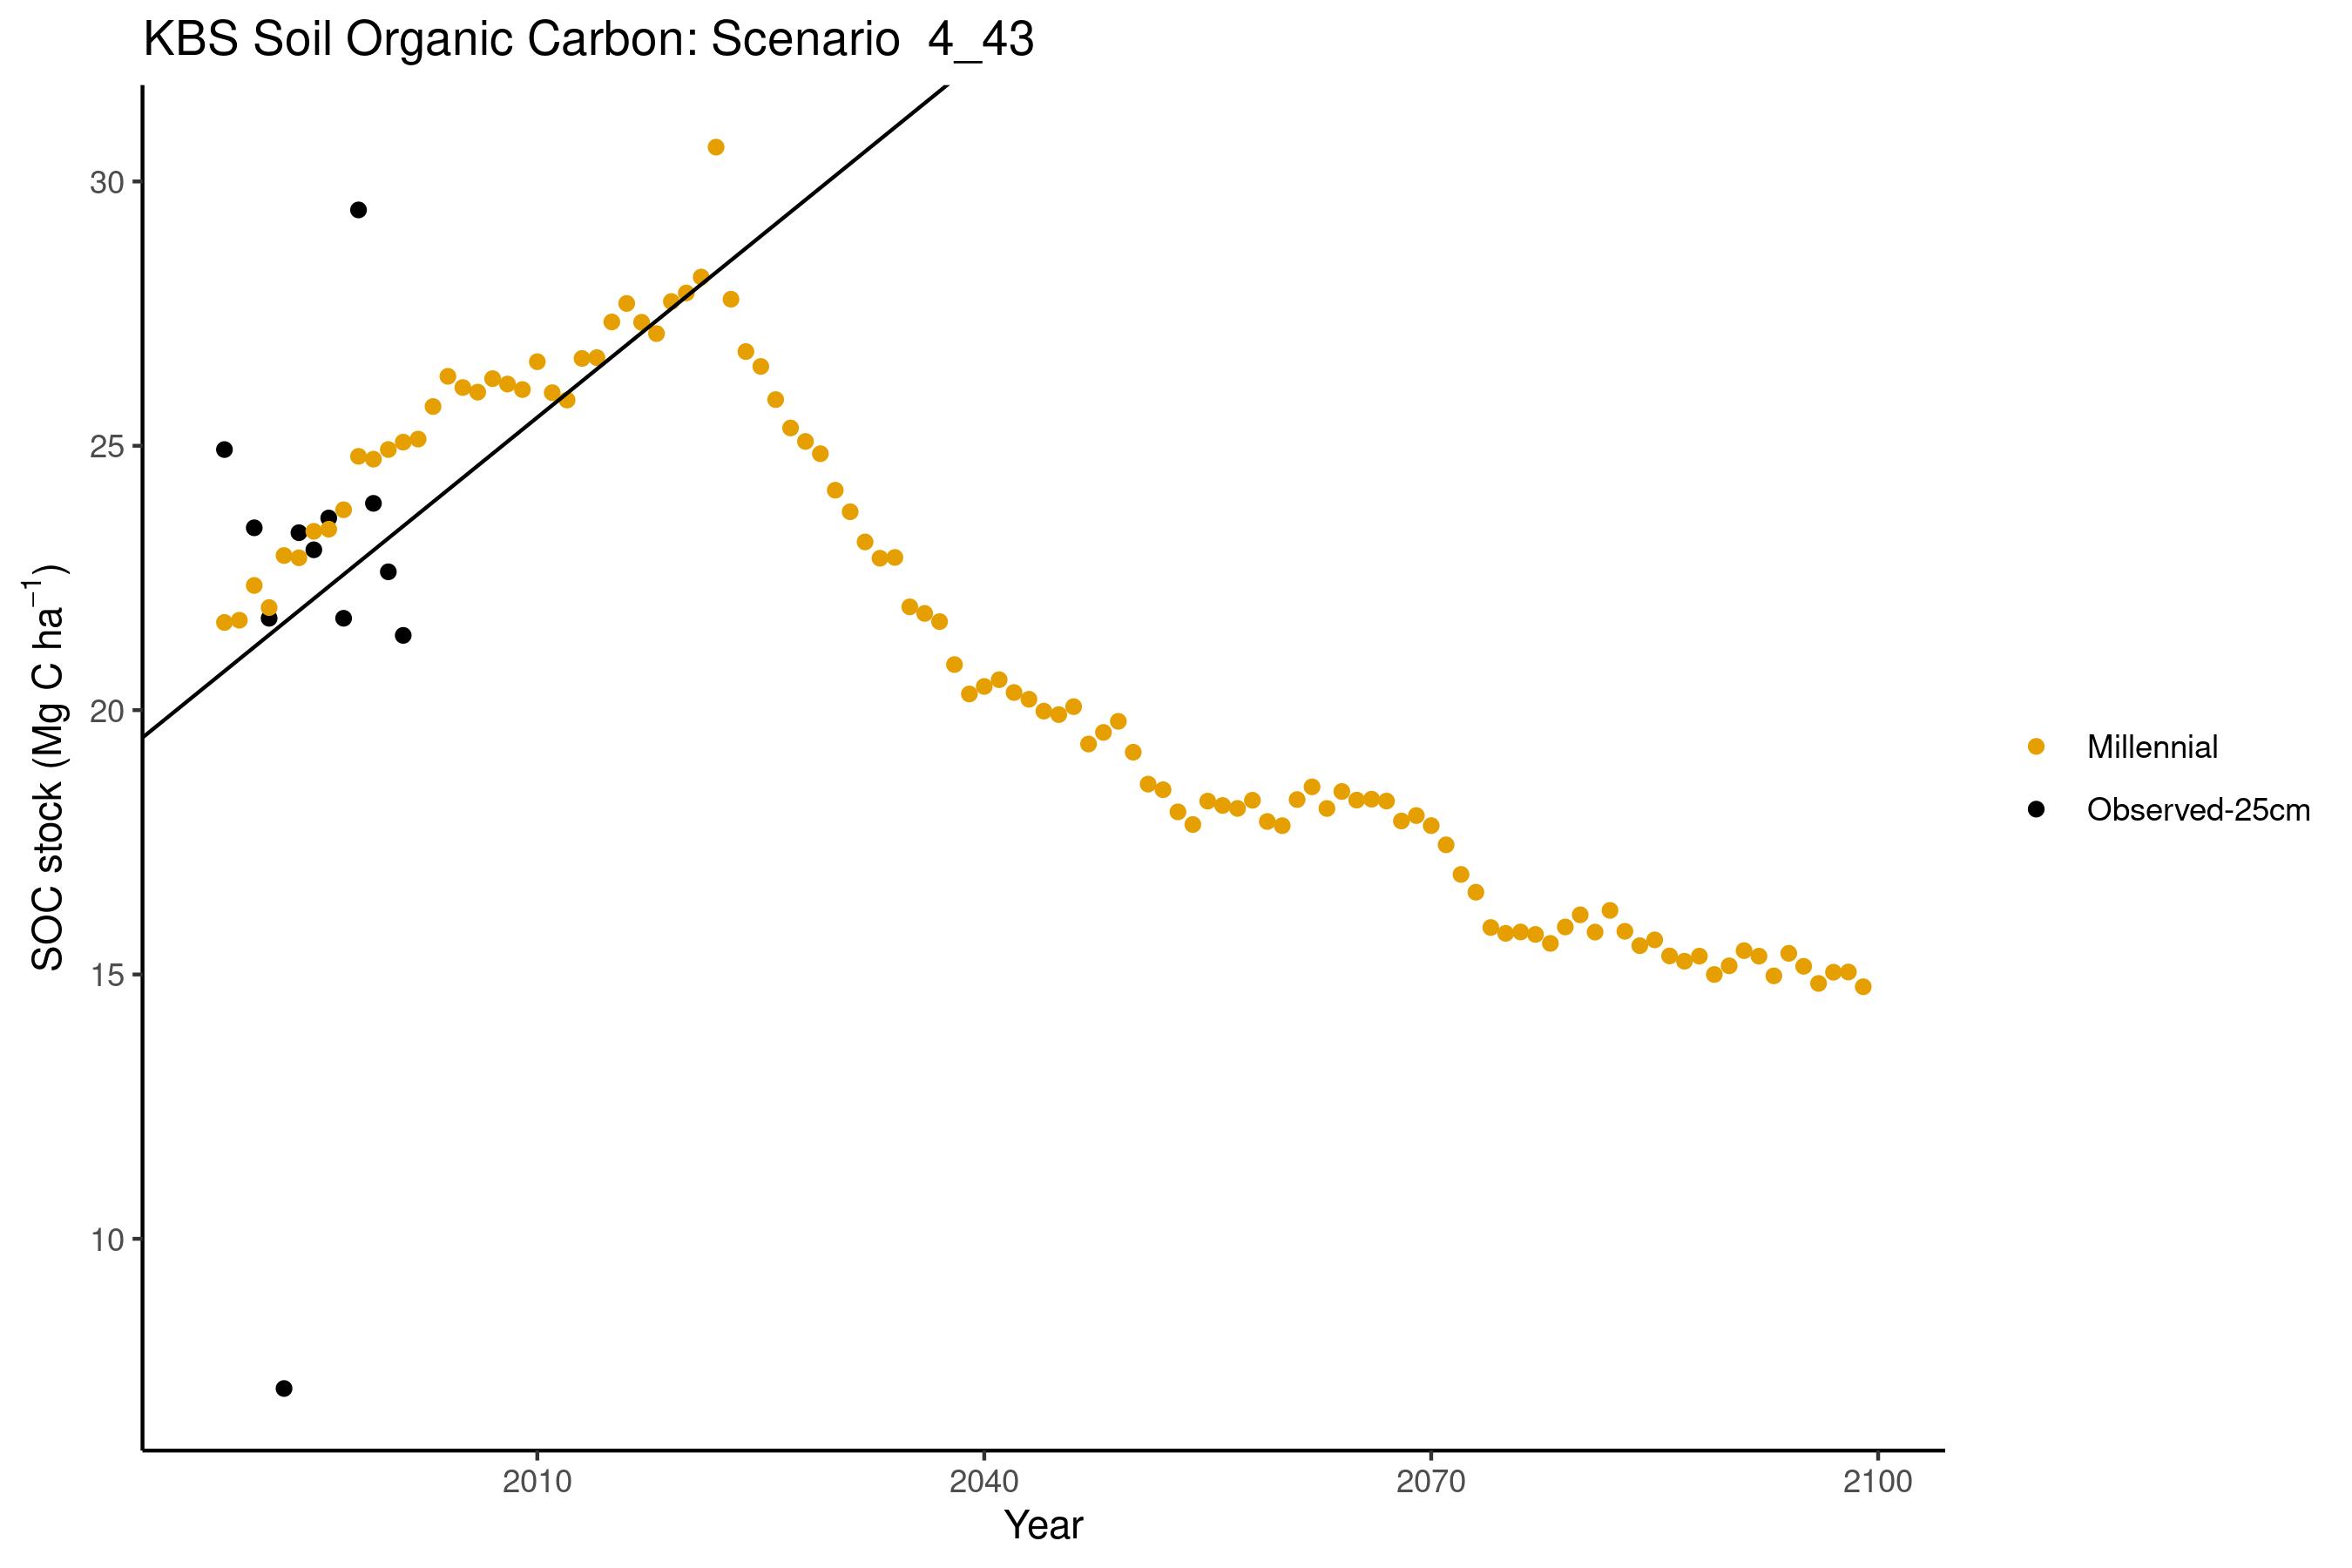 KBS Soil Organic Carbon: Scenario  4_43
SOC stock (Mg C ha⁻¹)
30
25
20
15
10
2010
2040
2070
2100
Year
Millennial
Observed-25cm